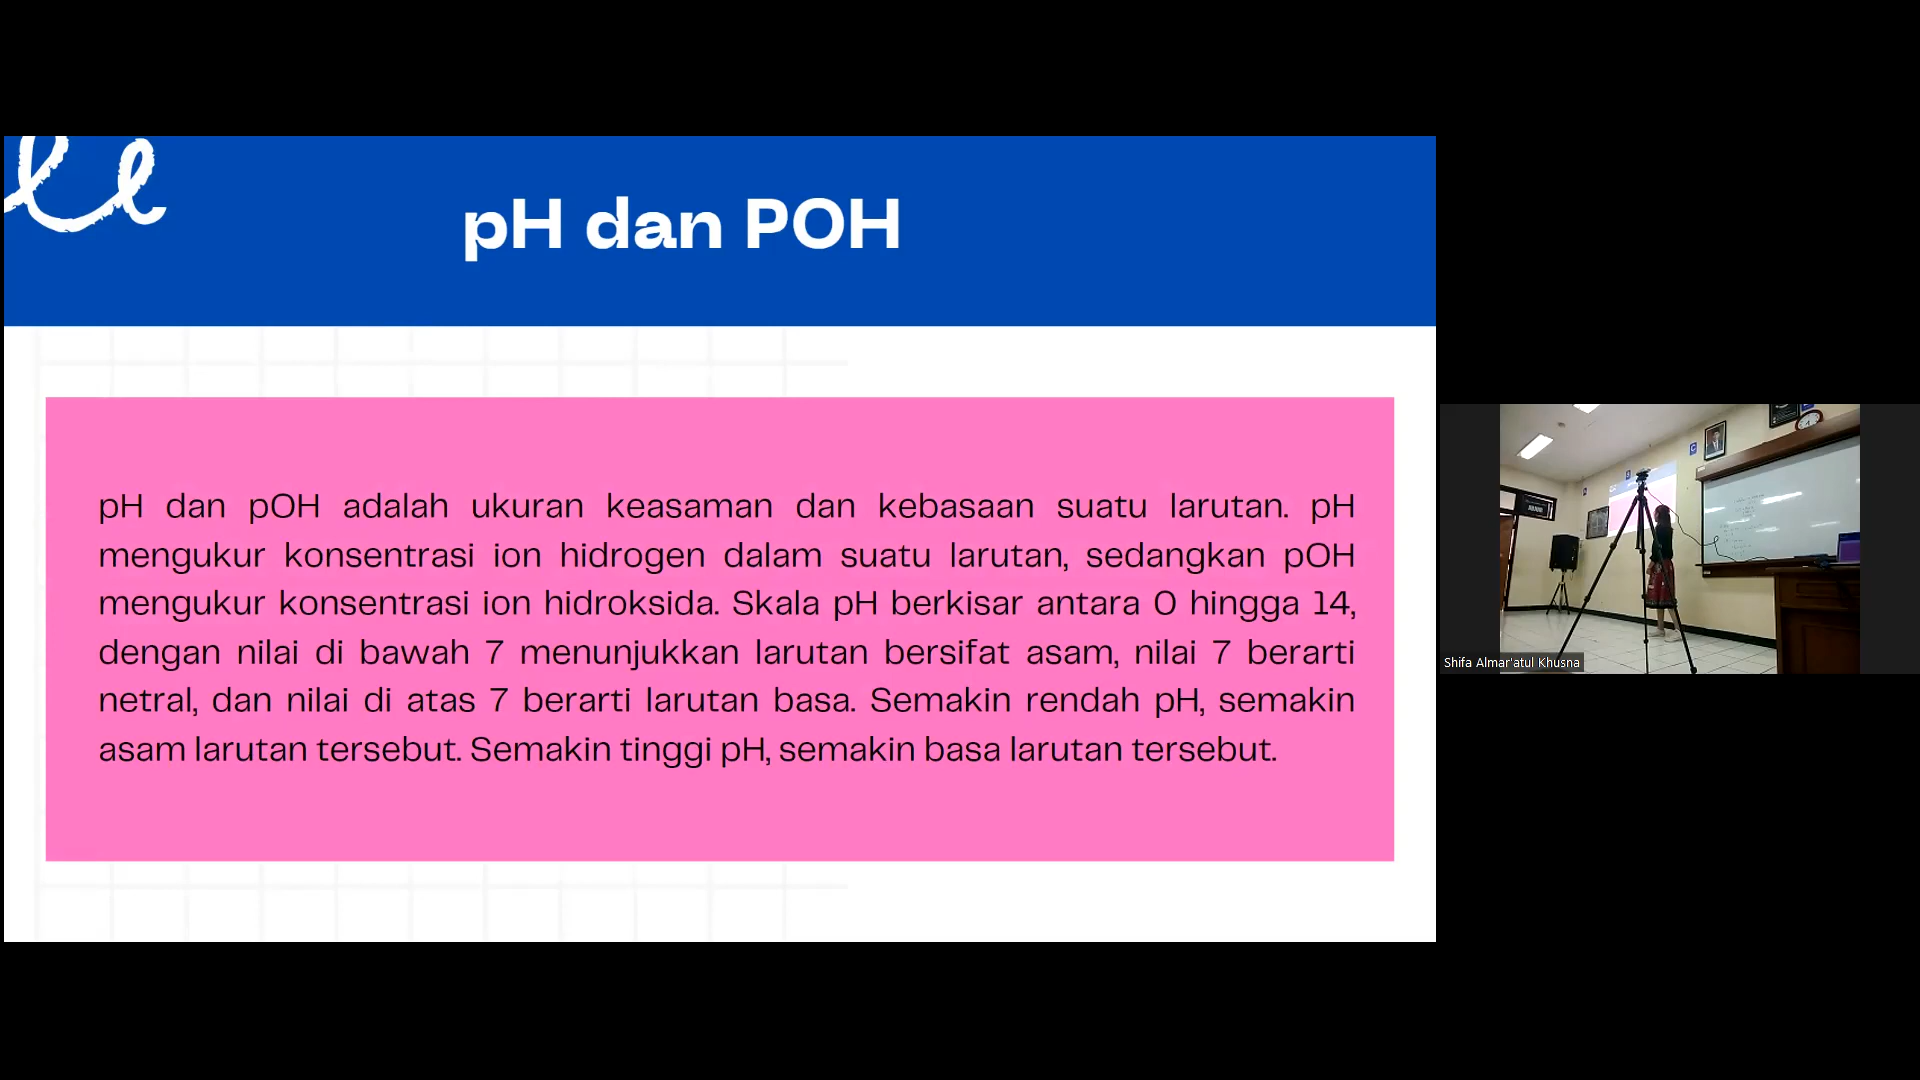 pH dan POH
pH dan pOH adalah ukuran keasaman dan kebasaan suatu larutan. pH
mengukur konsentrasi ion hidrogen dalam suatu larutan, sedangkan pOH
mengukur konsentrasi ion hidroksida. Skala pH berkisar antara 0 hingga 14,
dengan nilai di bawah 7 menunjukkan larutan bersifat asam, nilai 7 berarti
netral, dan nilai di atas 7 berarti larutan basa. Semakin rendah pH, semakin
asam larutan tersebut. Semakin tinggi pH, semakin basa larutan tersebut.
Shifa Almar'atul Khusna